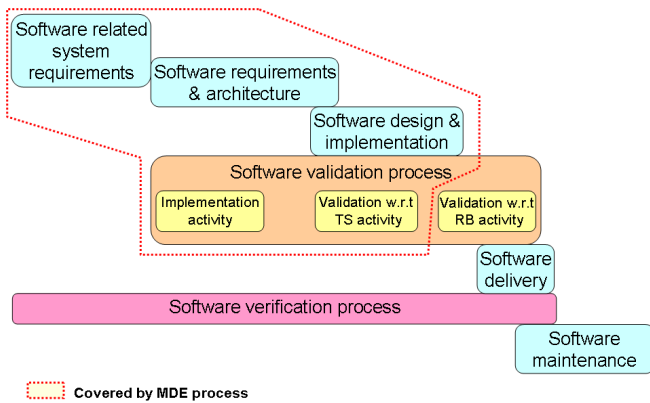 Software related
system
requirements
Software requirements
& architecture
Software design &
implementation
Software validation process
Implementation
activity
Validation w.r.t
TS activity
Validation w.r.t
RB activity
Software
delivery
Software verification process
Software
maintenance
Covered by MDE process